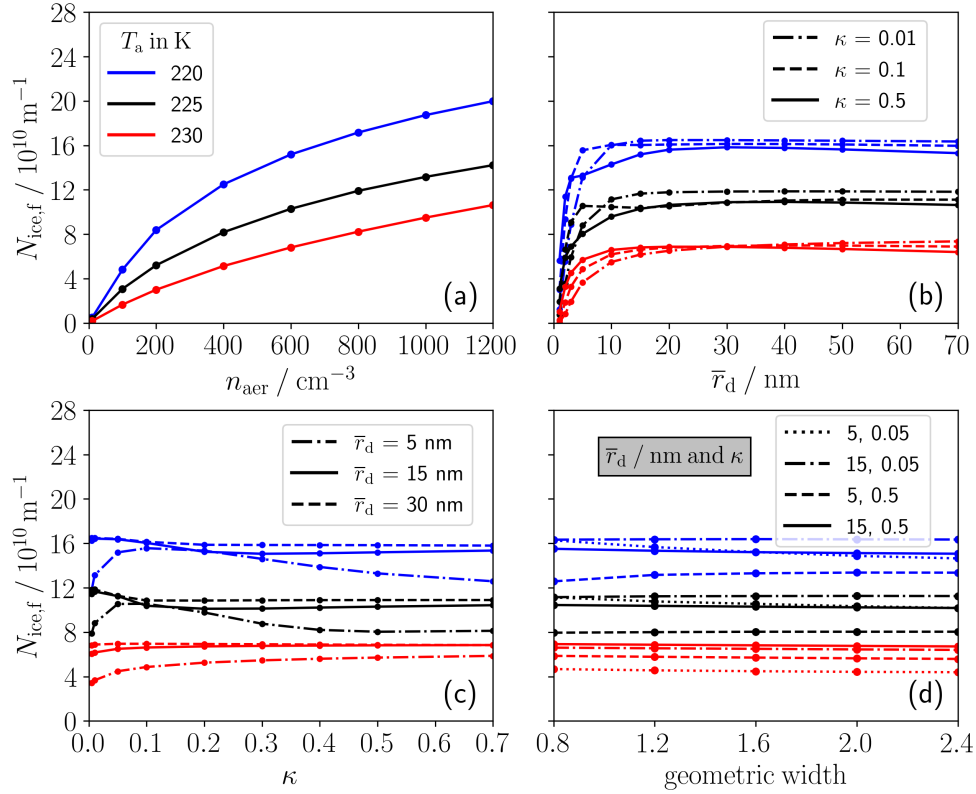 28
24
20
16
12
8
4
0
N_ice,f / 10^10 m^−1
T_a in K
220
225
230
(a)
0 200 400 600 800 1000 1200
n_aer / cm^−3
κ = 0.01
κ = 0.1
κ = 0.5
(b)
0 10 20 30 40 50 60 70
r̅_d / nm
28
24
20
16
12
8
4
0
N_ice,f / 10^10 m^−1
r̅_d = 5 nm
r̅_d = 15 nm
r̅_d = 30 nm
(c)
0.0 0.1 0.2 0.3 0.4 0.5 0.6 0.7
κ
r̅_d / nm and κ
5, 0.05
15, 0.05
5, 0.5
15, 0.5
(d)
0.8 1.2 1.6 2.0 2.4
geometric width